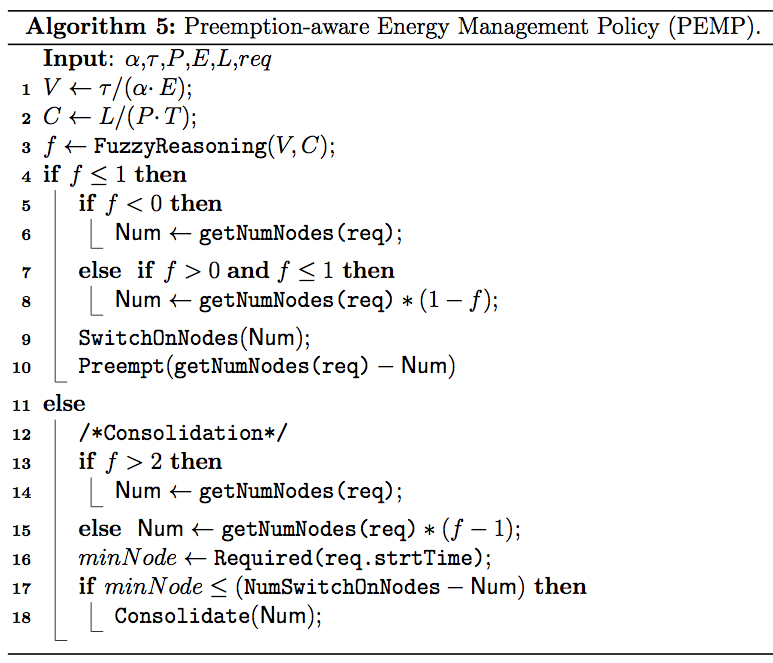 Algorithm 5: Preemption-aware Energy Management Policy (PEMP).
Input: α,τ,P,E,L,req
1 V ← τ/(α· E);
2 C ← L/(P· T);
3 f ← FuzzyReasoning(V, C);
4 if f ≤ 1 then
5 if f < 0 then
6 Num ← getNumNodes(req);
7 else if f > 0 and f ≤ 1 then
8 Num ← getNumNodes(req) * (1 − f);
9 SwitchOnNodes(Num);
10 Preempt(getNumNodes(req) − Num)
11 else
12 /*Consolidation*/
13 if f > 2 then
14 Num ← getNumNodes(req);
15 else Num ← getNumNodes(req) * (f − 1);
16 minNode ← Required(req.strtTime);
17 if minNode ≤ (NumSwitchOnNodes − Num) then
18 Consolidate(Num);